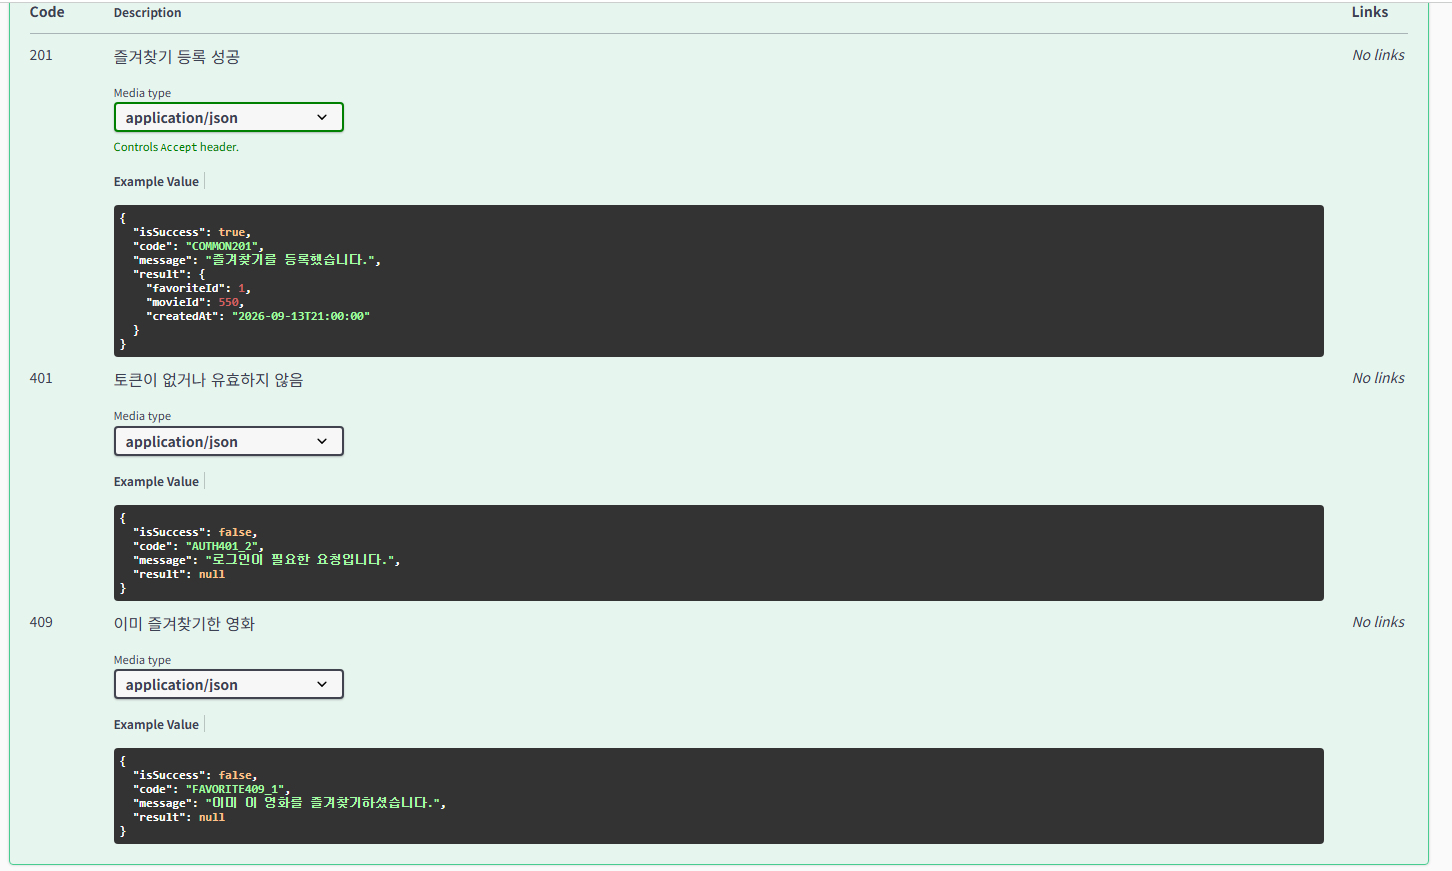 Code Description Links
201 즐겨찾기 등록 성공 No links
Media type
application/json
Controls Accept header.
Example Value
{
  "isSuccess": true,
  "code": "COMMON201",
  "message": "즐겨찾기를 등록했습니다.",
  "result": {
    "favoriteId": 1,
    "movieId": 550,
    "createdAt": "2026-09-13T21:00:00"
  }
}
401 토큰이 없거나 유효하지 않음 No links
Media type
application/json
Example Value
{
  "isSuccess": false,
  "code": "AUTH401_2",
  "message": "로그인이 필요한 요청입니다.",
  "result": null
}
409 이미 즐겨찾기한 영화 No links
Media type
application/json
Example Value
{
  "isSuccess": false,
  "code": "FAVORITE409_1",
  "message": "이미 이 영화를 즐겨찾기하셨습니다.",
  "result": null
}